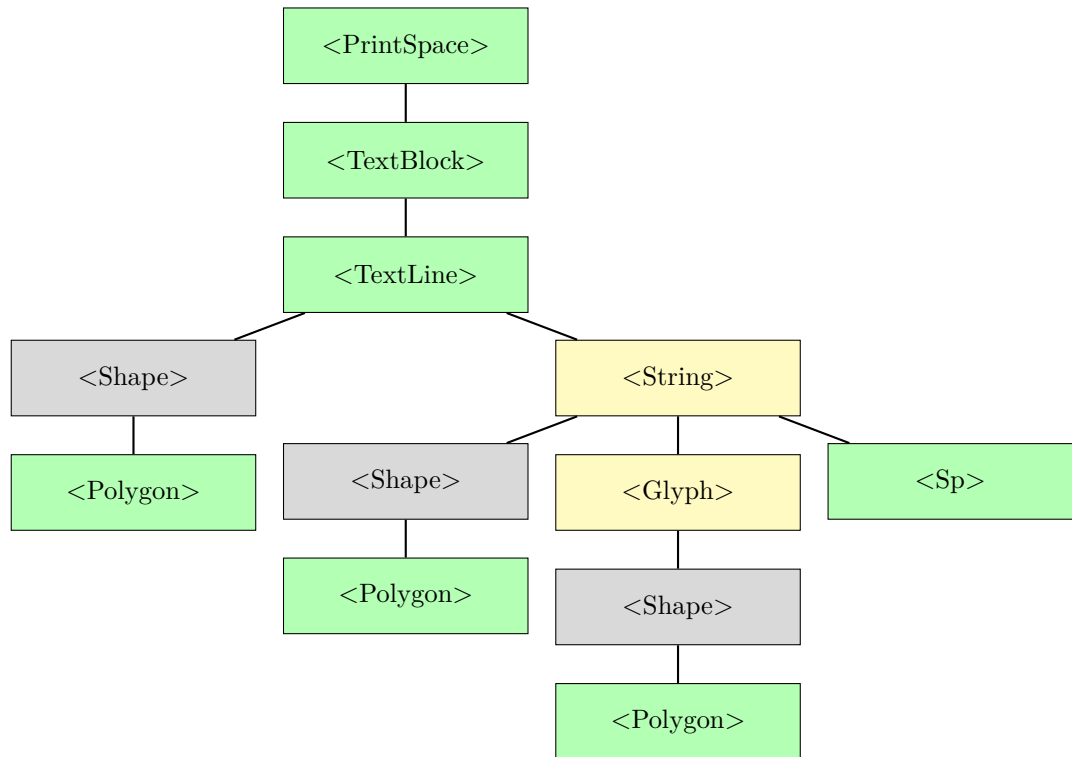 <PrintSpace>
<TextBlock>
<TextLine>
<Shape>
<String>
<Polygon>
<Shape>
<Glyph>
<Sp>
<Polygon>
<Shape>
<Polygon>